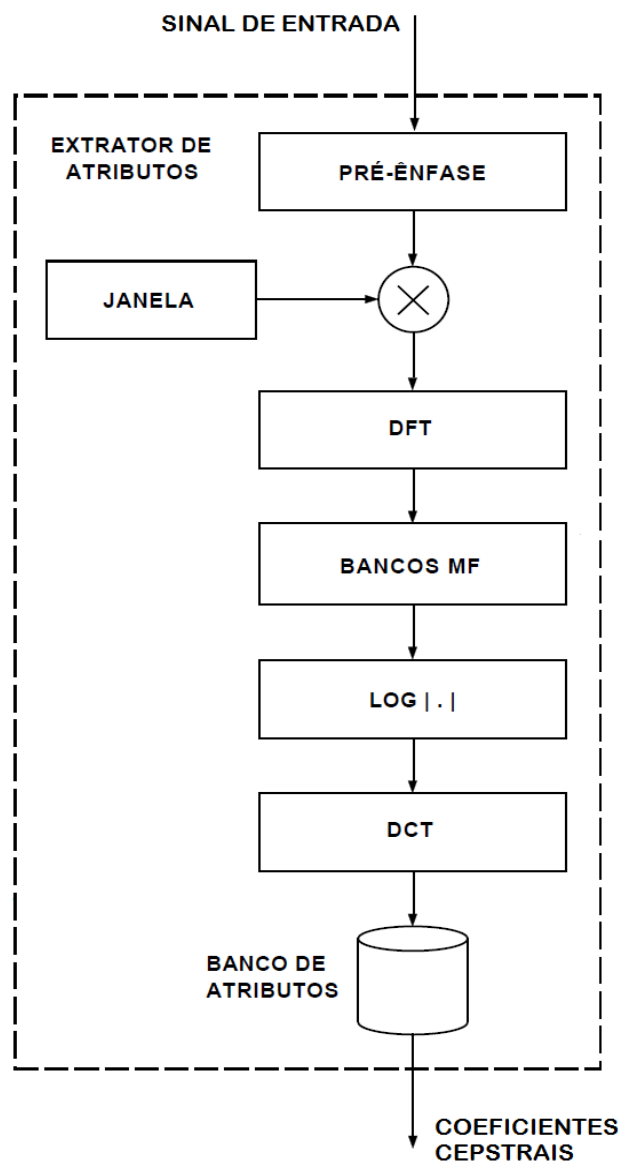 SINAL DE ENTRADA
EXTRATOR DE
ATRIBUTOS
PRÉ-ÊNFASE
JANELA
DFT
BANCOS MF
LOG | . |
DCT
BANCO DE
ATRIBUTOS
COEFICIENTES
CEPSTRAIS